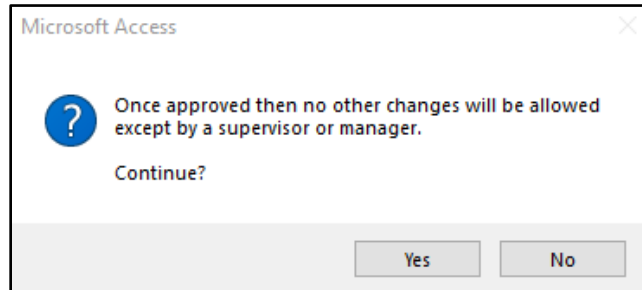 Microsoft Access
?
Once approved then no other changes will be allowed
except by a supervisor or manager.
Continue?
Yes
No